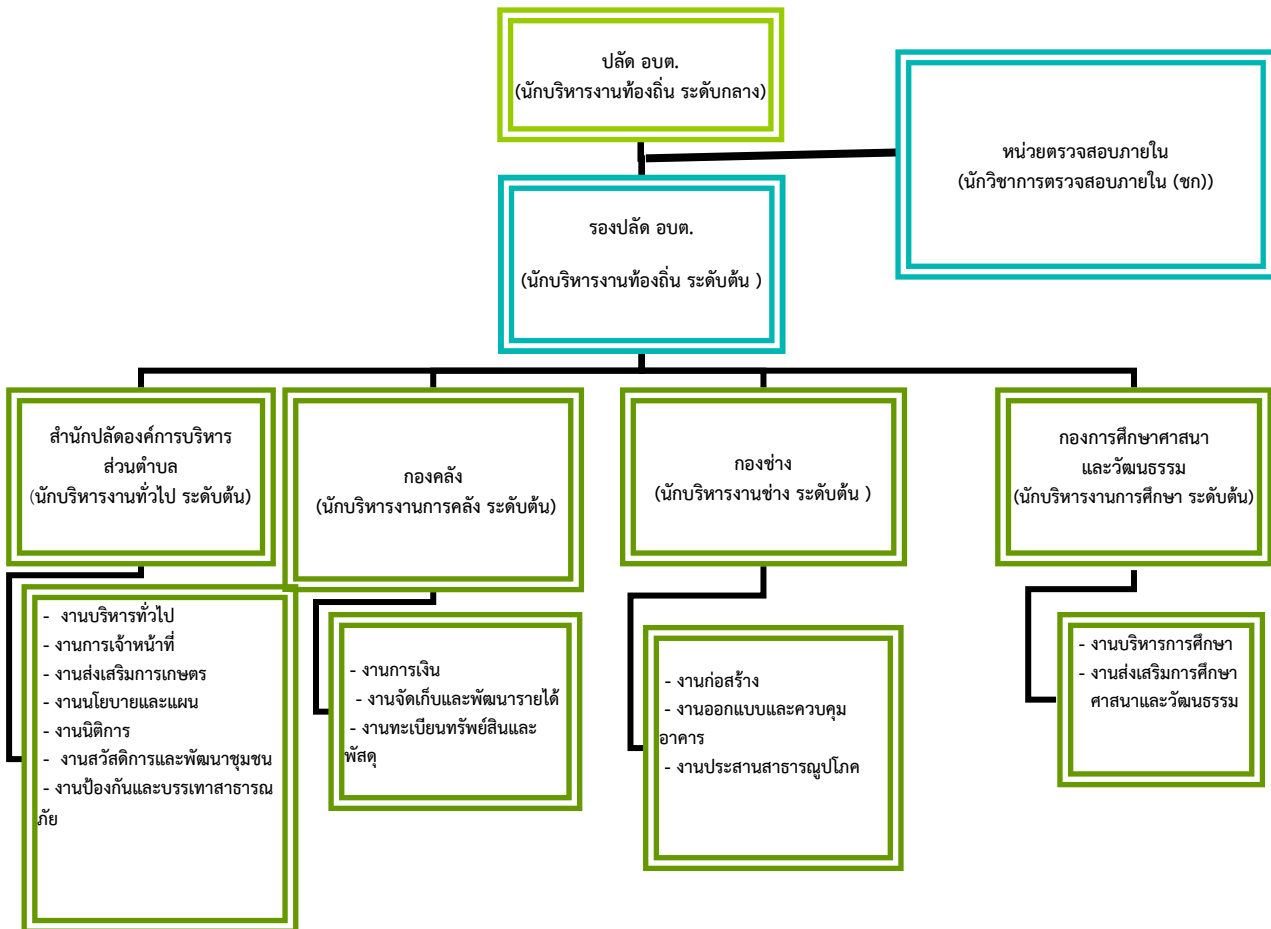 ปลัด อบต.
(นักบริหารงานท้องถิ่น ระดับกลาง)
หน่วยตรวจสอบภายใน
(นักวิชาการตรวจสอบภายใน (ชก))
รองปลัด อบต.
(นักบริหารงานท้องถิ่น ระดับต้น )
สำนักปลัดองค์การบริหาร
ส่วนตำบล
(นักบริหารงานทั่วไป ระดับต้น)
กองคลัง
(นักบริหารงานการคลัง ระดับต้น)
กองช่าง
(นักบริหารงานช่าง ระดับต้น )
กองการศึกษาศาสนา
และวัฒนธรรม
(นักบริหารงานการศึกษา ระดับต้น)
- งานบริหารทั่วไป
- งานการเจ้าหน้าที่
- งานส่งเสริมการเกษตร
- งานนโยบายและแผน
- งานนิติการ
- งานสวัสดิการและพัฒนาชุมชน
- งานป้องกันและบรรเทาสาธารณ
ภัย
- งานการเงิน
- งานจัดเก็บและพัฒนารายได้
- งานทะเบียนทรัพย์สินและ
พัสดุ
- งานก่อสร้าง
- งานออกแบบและควบคุม
อาคาร
- งานประสานสาธารณูปโภค
- งานบริหารการศึกษา
- งานส่งเสริมการศึกษา
ศาสนาและวัฒนธรรม